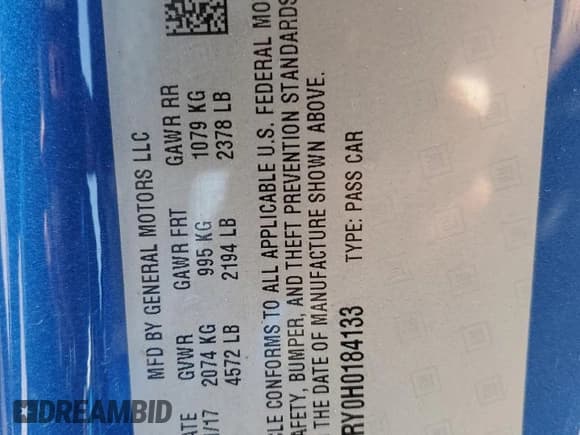 MFD BY GENERAL MOTORS LLC
ATE GVWR GAWR FRT GAWR RR
/17 2074 KG 995 KG 1079 KG
4572 LB 2194 LB 2378 LB
CLE CONFORMS TO ALL APPLICABLE U.S. FEDERAL MO
AFETY, BUMPER, AND THEFT PREVENTION STANDARDS
THE DATE OF MANUFACTURE SHOWN ABOVE.
RY0H0184133 TYPE: PASS CAR
DREAMBID